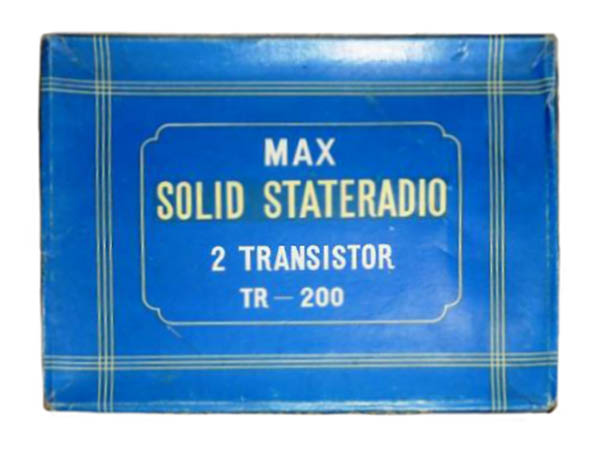 MAX
SOLID STATERADIO
2 TRANSISTOR
TR-200